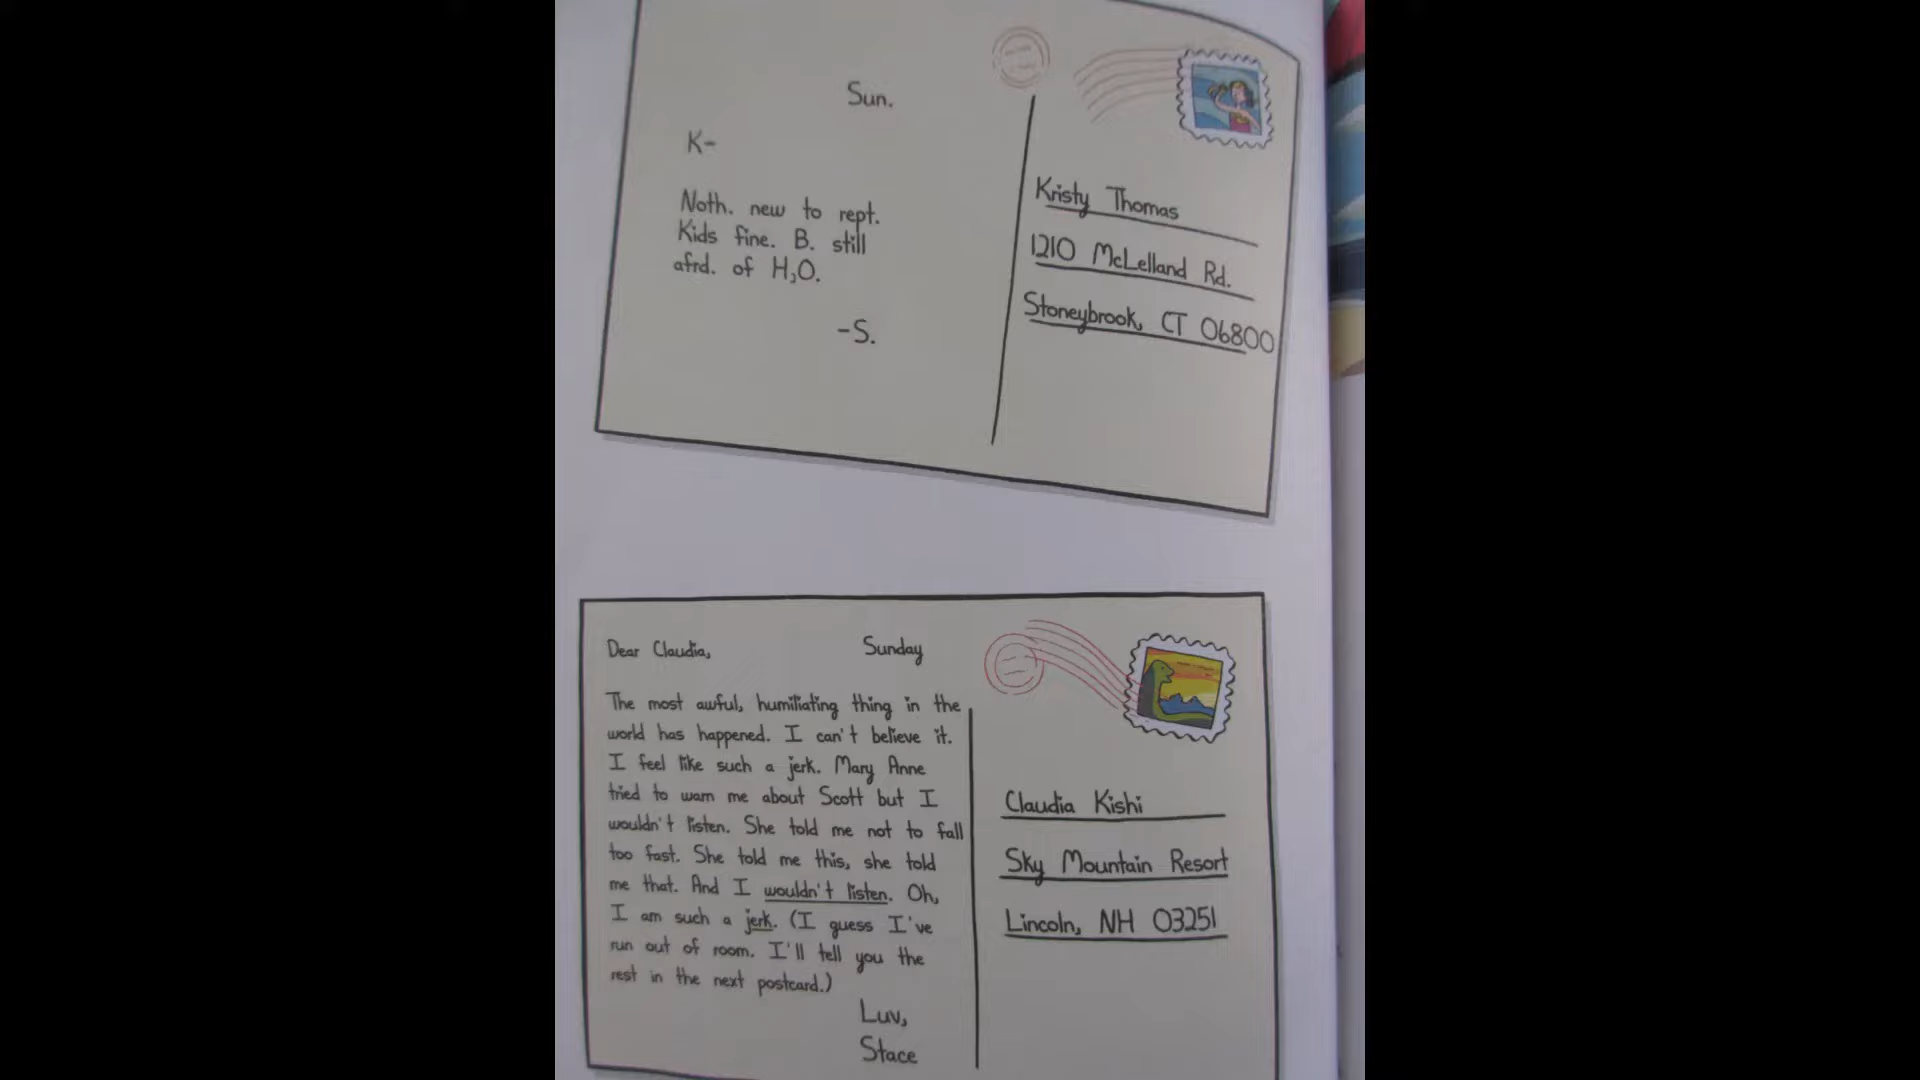 Sun.
K-
Noth. new to rept.
Kids fine. B. still
afrd. of H₂O.
-S.
Kristy Thomas
1210 McLelland Rd.
Stoneybrook, CT 06800
Dear Claudia,
Sunday
The most awful, humiliating thing in the
world has happened. I can't believe it.
I feel like such a jerk. Mary Anne
tried to warn me about Scott but I
wouldn't listen. She told me not to fall
too fast. She told me this, she told
me that. And I wouldn't listen. Oh,
I am such a jerk. (I guess I've
run out of room. I'll tell you the
rest in the next postcard.)
Luv,
Stace
Claudia Kishi
Sky Mountain Resort
Lincoln, NH 03251